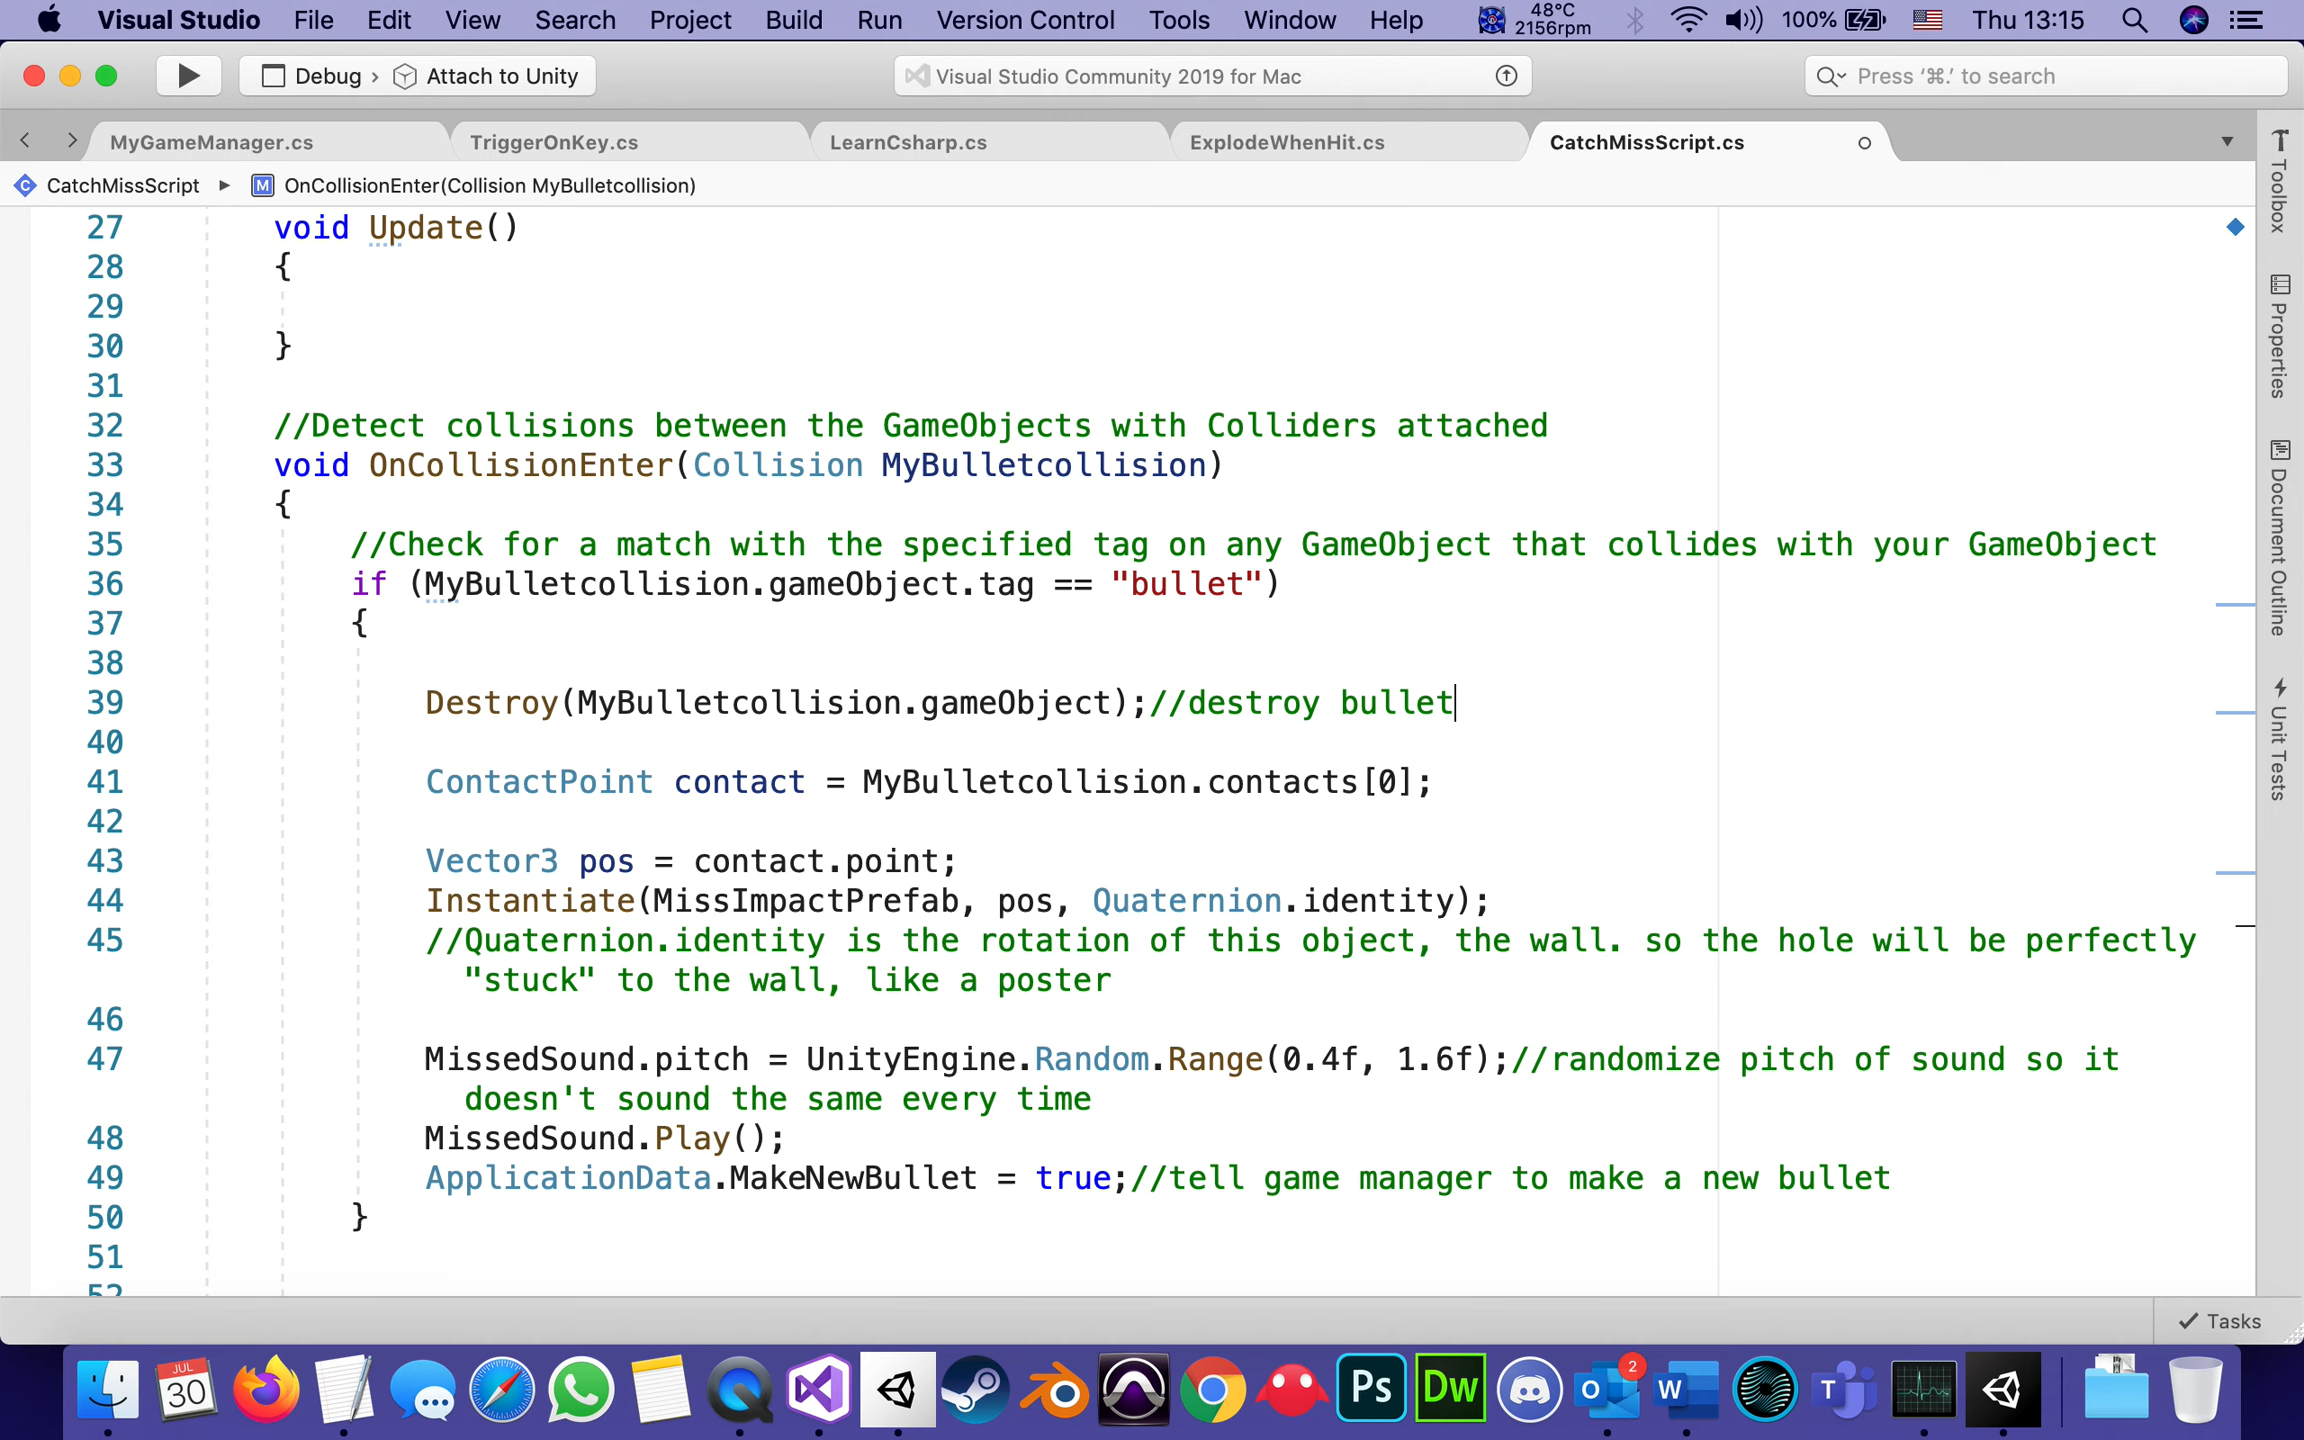 Visual Studio File Edit View Search Project Build Run Version Control Tools Window Help 48°C 2156rpm 100% Thu 13:15
Debug › Attach to Unity Visual Studio Community 2019 for Mac Press ‘⌘.’ to search
MyGameManager.cs TriggerOnKey.cs LearnCsharp.cs ExplodeWhenHit.cs CatchMissScript.cs
CatchMissScript M OnCollisionEnter(Collision MyBulletcollision)
27 void Update()
28 {
29
30 }
31
32 //Detect collisions between the GameObjects with Colliders attached
33 void OnCollisionEnter(Collision MyBulletcollision)
34 {
35 //Check for a match with the specified tag on any GameObject that collides with your GameObject
36 if (MyBulletcollision.gameObject.tag == "bullet")
37 {
38
39 Destroy(MyBulletcollision.gameObject);//destroy bullet
40
41 ContactPoint contact = MyBulletcollision.contacts[0];
42
43 Vector3 pos = contact.point;
44 Instantiate(MissImpactPrefab, pos, Quaternion.identity);
45 //Quaternion.identity is the rotation of this object, the wall. so the hole will be perfectly
"stuck" to the wall, like a poster
46
47 MissedSound.pitch = UnityEngine.Random.Range(0.4f, 1.6f);//randomize pitch of sound so it
doesn't sound the same every time
48 MissedSound.Play();
49 ApplicationData.MakeNewBullet = true;//tell game manager to make a new bullet
50 }
51
52
Toolbox
Properties
Document Outline
Unit Tests
Tasks
JUL
30
Ps
Dw
O
2
W
T